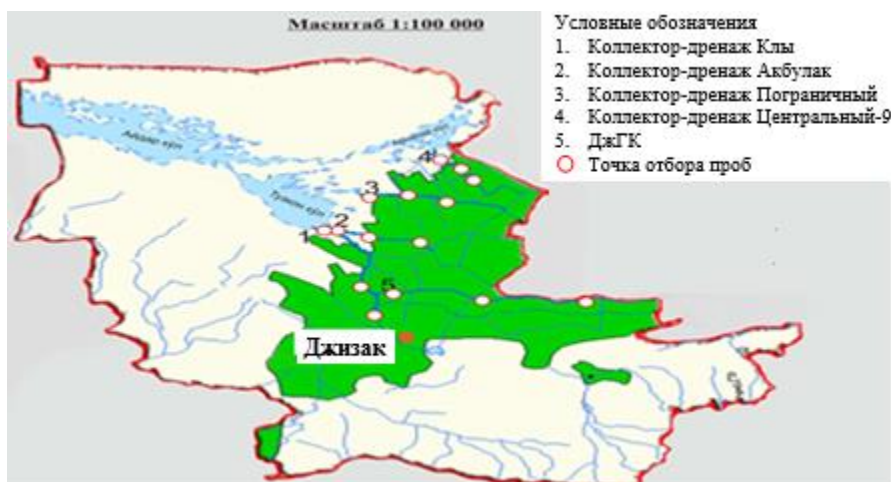 Масштаб 1:100 000
Условные обозначения
1. Коллектор-дренаж Клы
2. Коллектор-дренаж Акбулак
3. Коллектор-дренаж Пограничный
4. Коллектор-дренаж Центральный-9
5. ДжГК
Точка отбора проб
4
3
1 2
5
Джизак